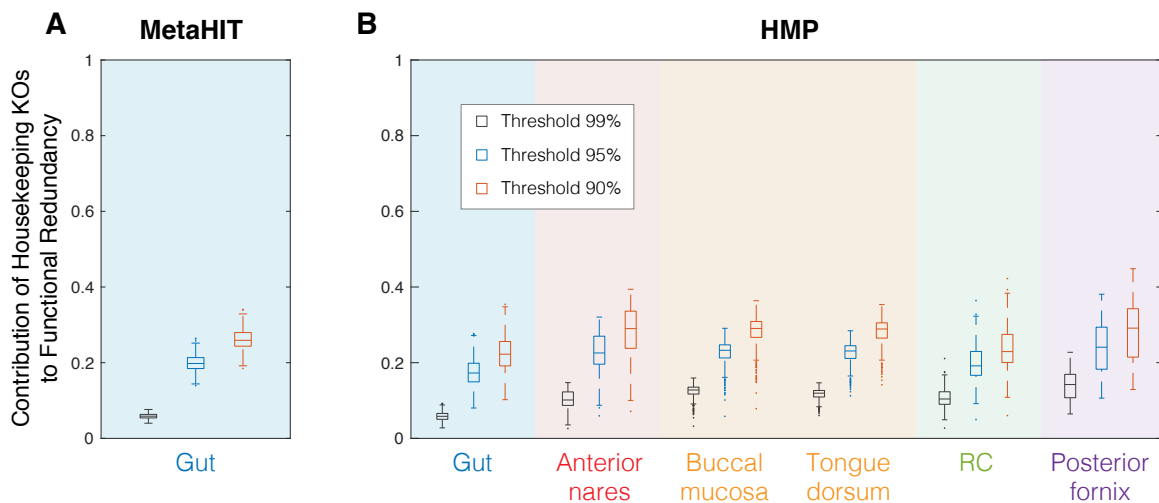 A
MetaHIT
B
HMP
Contribution of Housekeeping KOs
to Functional Redundancy
1
0.8
0.6
0.4
0.2
0
Gut
1
0.8
0.6
0.4
0.2
0
Threshold 99%
Threshold 95%
Threshold 90%
Gut
Anterior
nares
Buccal
mucosa
Tongue
dorsum
RC
Posterior
fornix